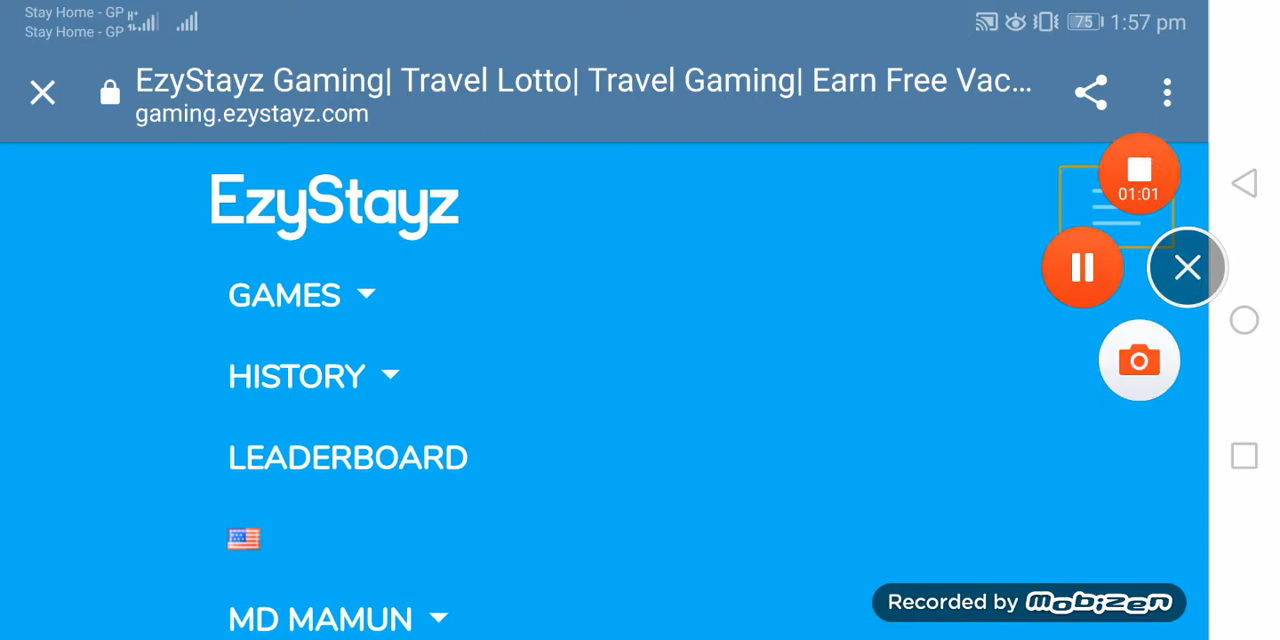 Stay Home - GP
Stay Home - GP
H+
75
1:57 pm
EzyStayz Gaming| Travel Lotto| Travel Gaming| Earn Free Vac...
gaming.ezystayz.com
EzyStayz
01:01
GAMES
HISTORY
LEADERBOARD
MD MAMUN
Recorded by mobizen